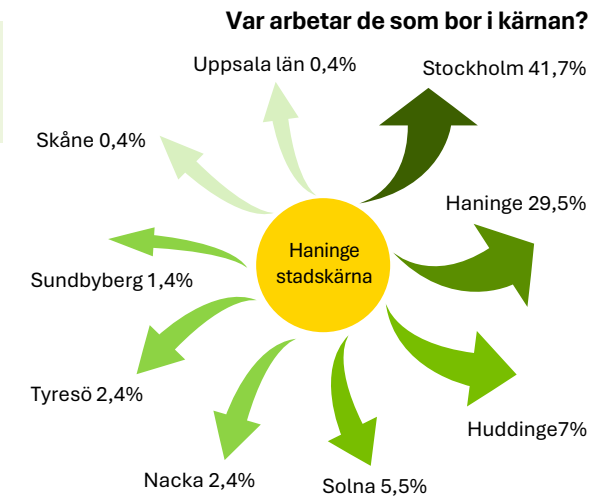 Var arbetar de som bor i kärnan?
Uppsala län 0,4%
Stockholm 41,7%
Skåne 0,4%
Haninge 29,5%
Haninge
stadskärna
Sundbyberg 1,4%
Tyresö 2,4%
Huddinge7%
Nacka 2,4%
Solna 5,5%